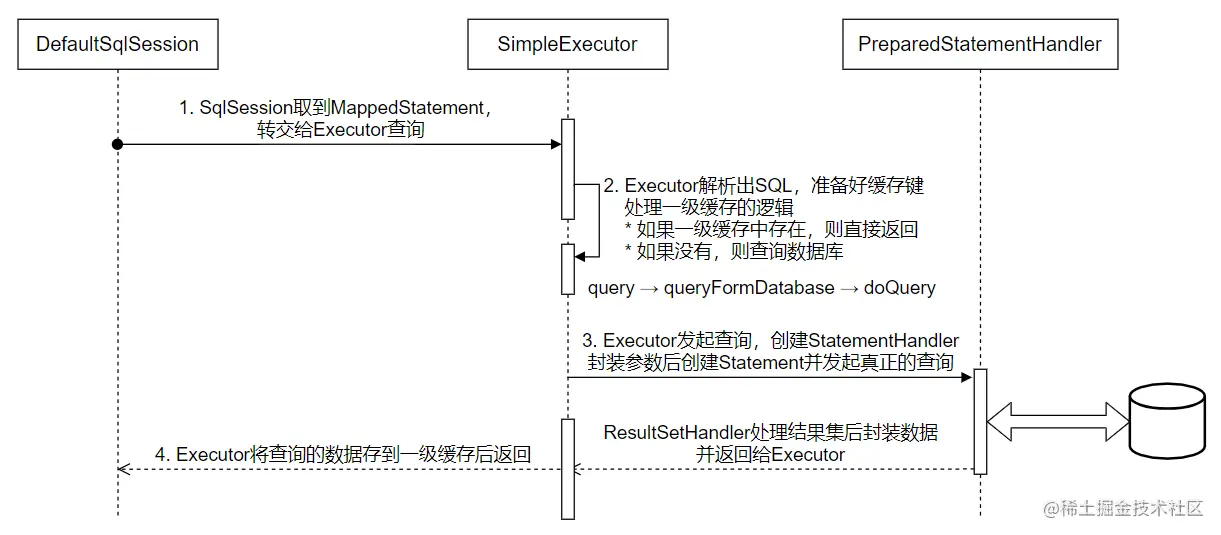 DefaultSqlSession
SimpleExecutor
PreparedStatementHandler
1. SqlSession取到MappedStatement，
转交给Executor查询
2. Executor解析出SQL，准备好缓存键
处理一级缓存的逻辑
* 如果一级缓存中存在，则直接返回
* 如果没有，则查询数据库
query → queryFormDatabase → doQuery
3. Executor发起查询，创建StatementHandler
封装参数后创建Statement并发起真正的查询
ResultSetHandler处理结果集后封装数据
并返回给Executor
4. Executor将查询的数据存到一级缓存后返回
@稀土掘金技术社区